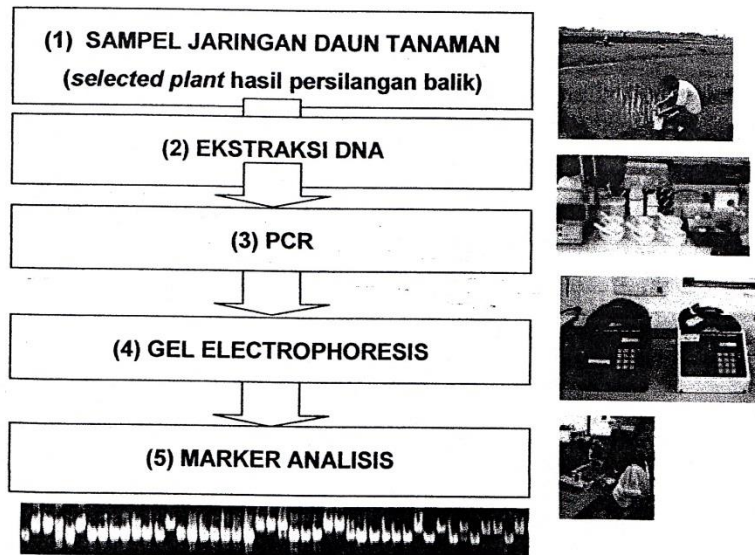 (1) SAMPEL JARINGAN DAUN TANAMAN
(selected plant hasil persilangan balik)
(2) EKSTRAKSI DNA
(3) PCR
(4) GEL ELECTROPHORESIS
(5) MARKER ANALISIS